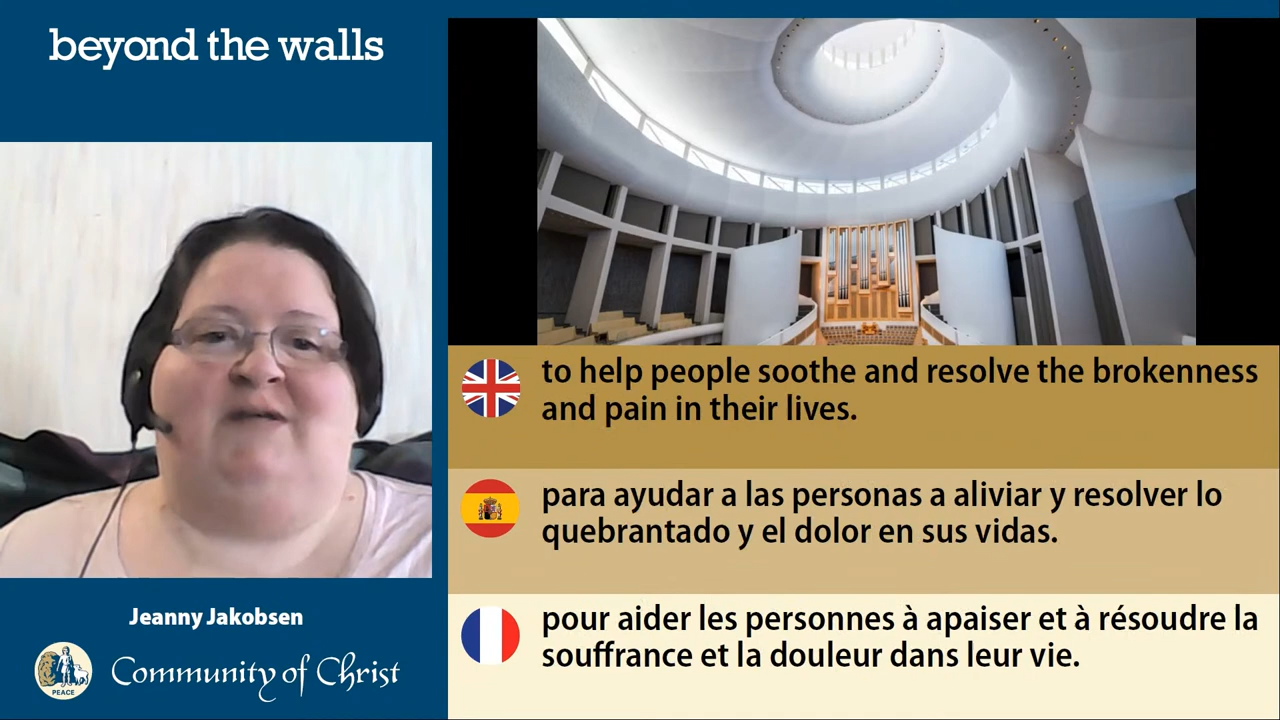 beyond the walls
to help people soothe and resolve the brokenness
and pain in their lives.
para ayudar a las personas a aliviar y resolver lo
quebrantado y el dolor en sus vidas.
pour aider les personnes à apaiser et à résoudre la
souffrance et la douleur dans leur vie.
Jeanny Jakobsen
PEACE
Community of Christ